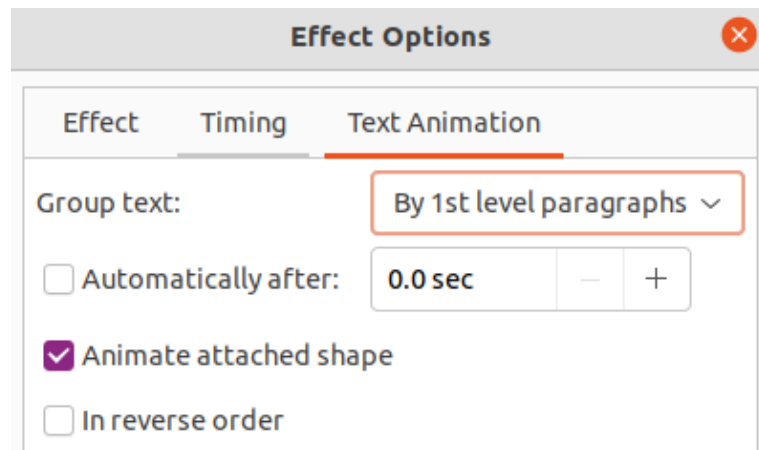 Effect Options
Effect Timing Text Animation
Group text: By 1st level paragraphs
Automatically after: 0.0 sec
Animate attached shape
In reverse order